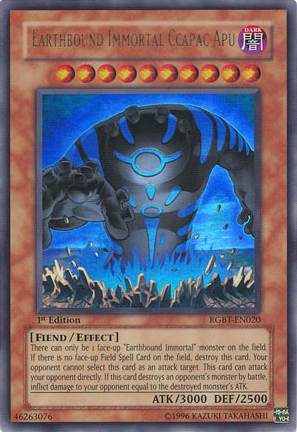 EARTHBOUND IMMORTAL CCAPAC APU
DARK
闇
1st Edition
RGBT-EN020
[FIEND / EFFECT]
There can only be 1 face-up "Earthbound Immortal" monster on the field.
If there is no face-up Field Spell Card on the field, destroy this card. Your
opponent cannot select this card as an attack target. This card can attack
your opponent directly. If this card destroys an opponent's monster by battle,
inflict damage to your opponent equal to the destroyed monster's ATK.
ATK/3000 DEF/2500
46263076
©1996 KAZUKI TAKAHASHI